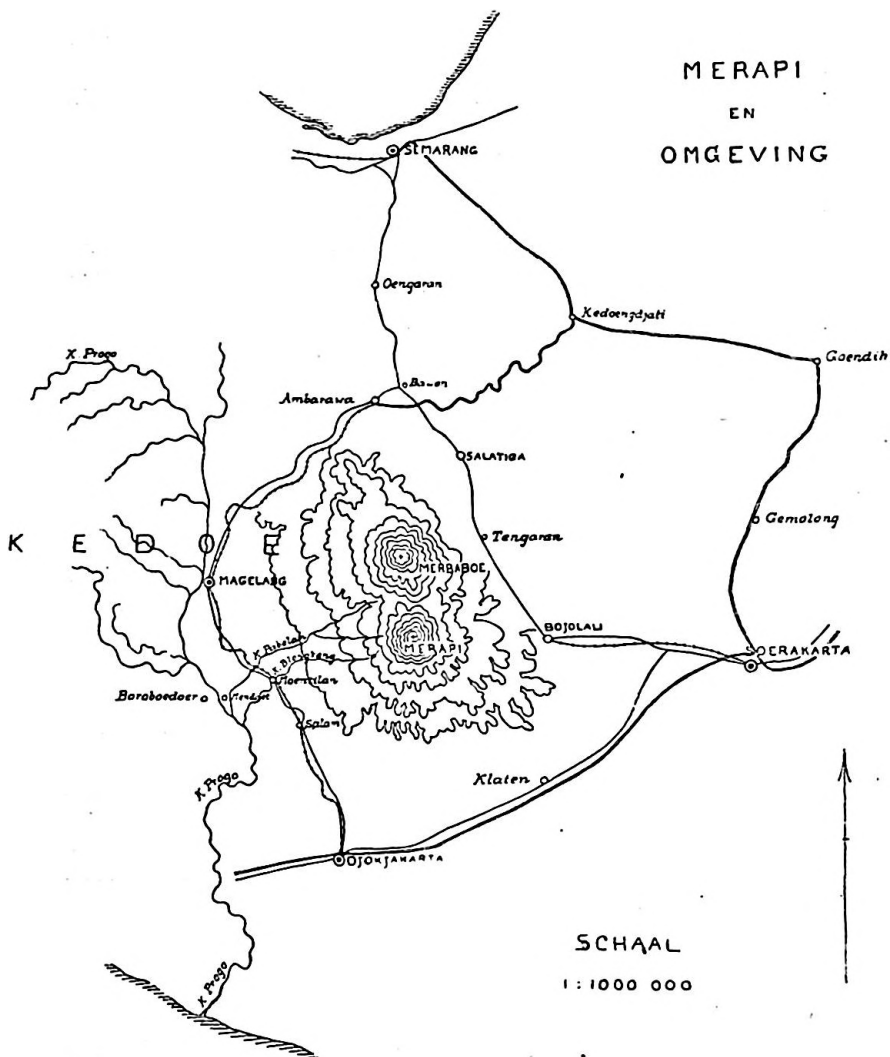 MERAPI
EN
OMGEVING
SEMARANG
Oengaran
Kedoengdjati
Goendih
K Progo
Bawen
Ambarawa
SALATIGA
Gemolong
Tengaran
K E D O E
MERBABOE
MAGELANG
BOJOLALI
MERAPI
K Pabelan
SOERAKARTA
K Blongkeng
Moentilan
Boroboedoer
Mendoet
Salam
K Progo
Klaten
DJOKJAKARTA
SCHAAL
1:1000 000
K Progo